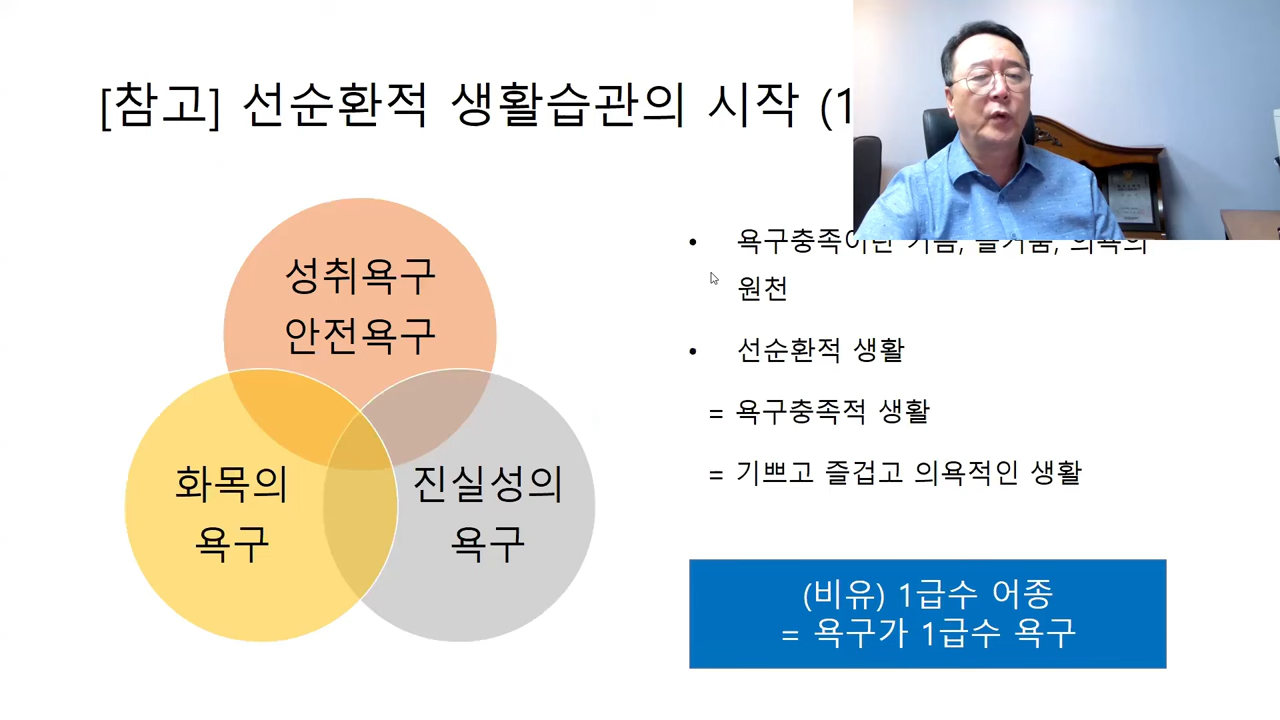 [참고] 선순환적 생활습관의 시작 (1
성취욕구
안전욕구
화목의
욕구
진실성의
욕구
• 욕구충족이란 기쁨, 즐거움, 의욕의
원천
• 선순환적 생활
= 욕구충족적 생활
= 기쁘고 즐겁고 의욕적인 생활
(비유) 1급수 어종
= 욕구가 1급수 욕구